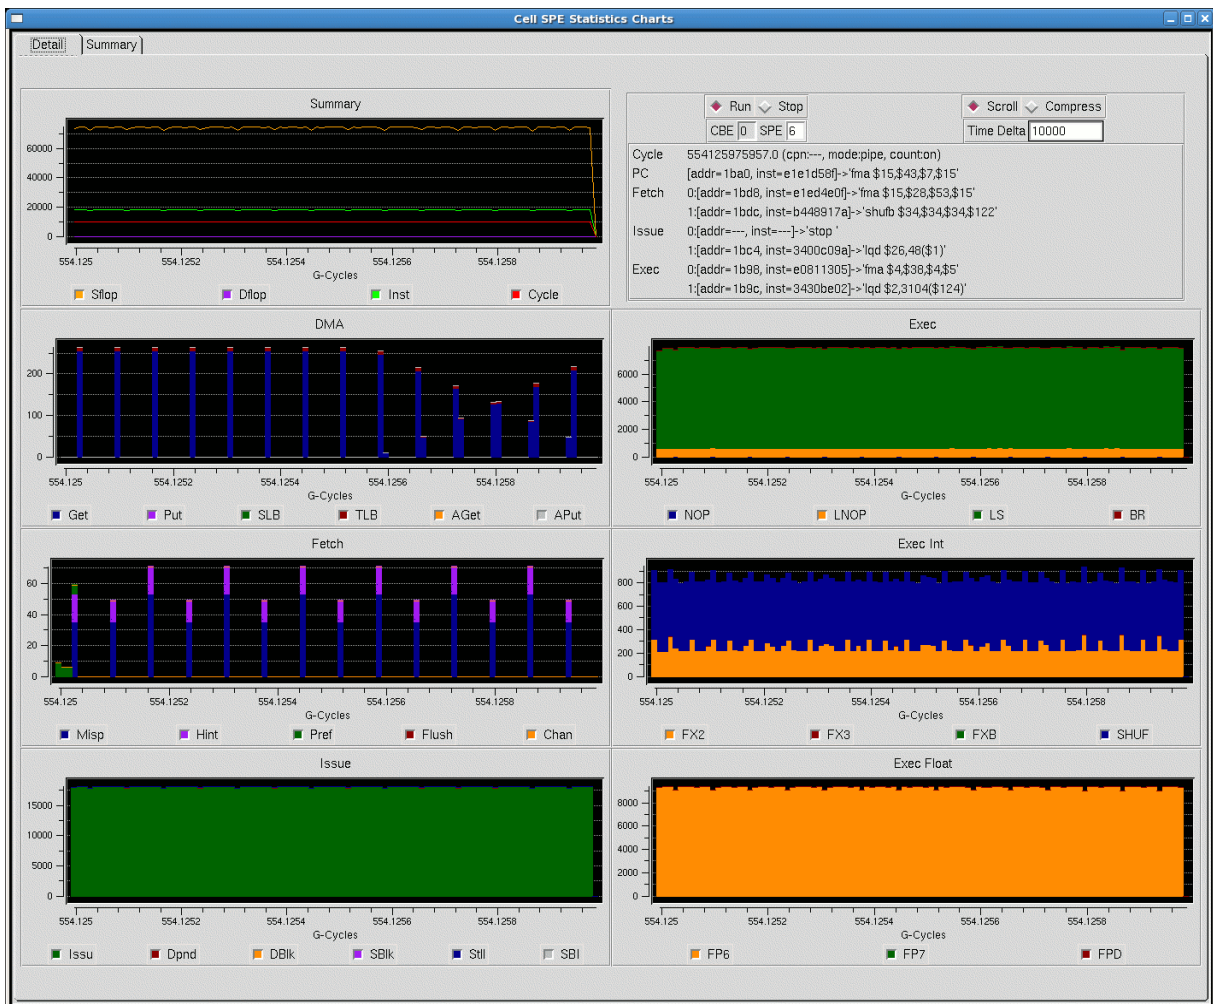 Cell SPE Statistics Charts
Detail Summary
Summary
60000
40000
20000
0
554.125 554.1252 554.1254 554.1256 554.1258
G-Cycles
Sflop Dflop Inst Cycle
Run Stop Scroll Compress
CBE 0 SPE 6 Time Delta 10000
Cycle 554125975957.0 (cpn:---, mode:pipe, count:on)
PC [addr=1ba0, inst=e1e1d58f]->'fma $15,$43,$7,$15'
Fetch 0:[addr=1bd8, inst=e1ed4e0f]->'fma $15,$28,$53,$15'
1:[addr=1bdc, inst=b448917a]->'shufb $34,$34,$34,$122'
Issue 0:[addr=---, inst=---]->'stop '
1:[addr=1bc4, inst=3400c09a]->'lqd $26,48($1)'
Exec 0:[addr=1b98, inst=e0811305]->'fma $4,$38,$4,$5'
1:[addr=1b9c, inst=3430be02]->'lqd $2,3104($124)'
DMA
200
100
0
554.125 554.1252 554.1254 554.1256 554.1258
G-Cycles
Get Put SLB TLB AGet APut
Exec
6000
4000
2000
0
554.125 554.1252 554.1254 554.1256 554.1258
G-Cycles
NOP LNOP LS BR
Fetch
60
40
20
0
554.125 554.1252 554.1254 554.1256 554.1258
G-Cycles
Misp Hint Pref Flush Chan
Exec Int
800
600
400
200
0
554.125 554.1252 554.1254 554.1256 554.1258
G-Cycles
FX2 FX3 FXB SHUF
Issue
15000
10000
5000
0
554.125 554.1252 554.1254 554.1256 554.1258
G-Cycles
Issu Dpnd DBlk SBlk Stll SBI
Exec Float
8000
6000
4000
2000
0
554.125 554.1252 554.1254 554.1256 554.1258
G-Cycles
FP6 FP7 FPD